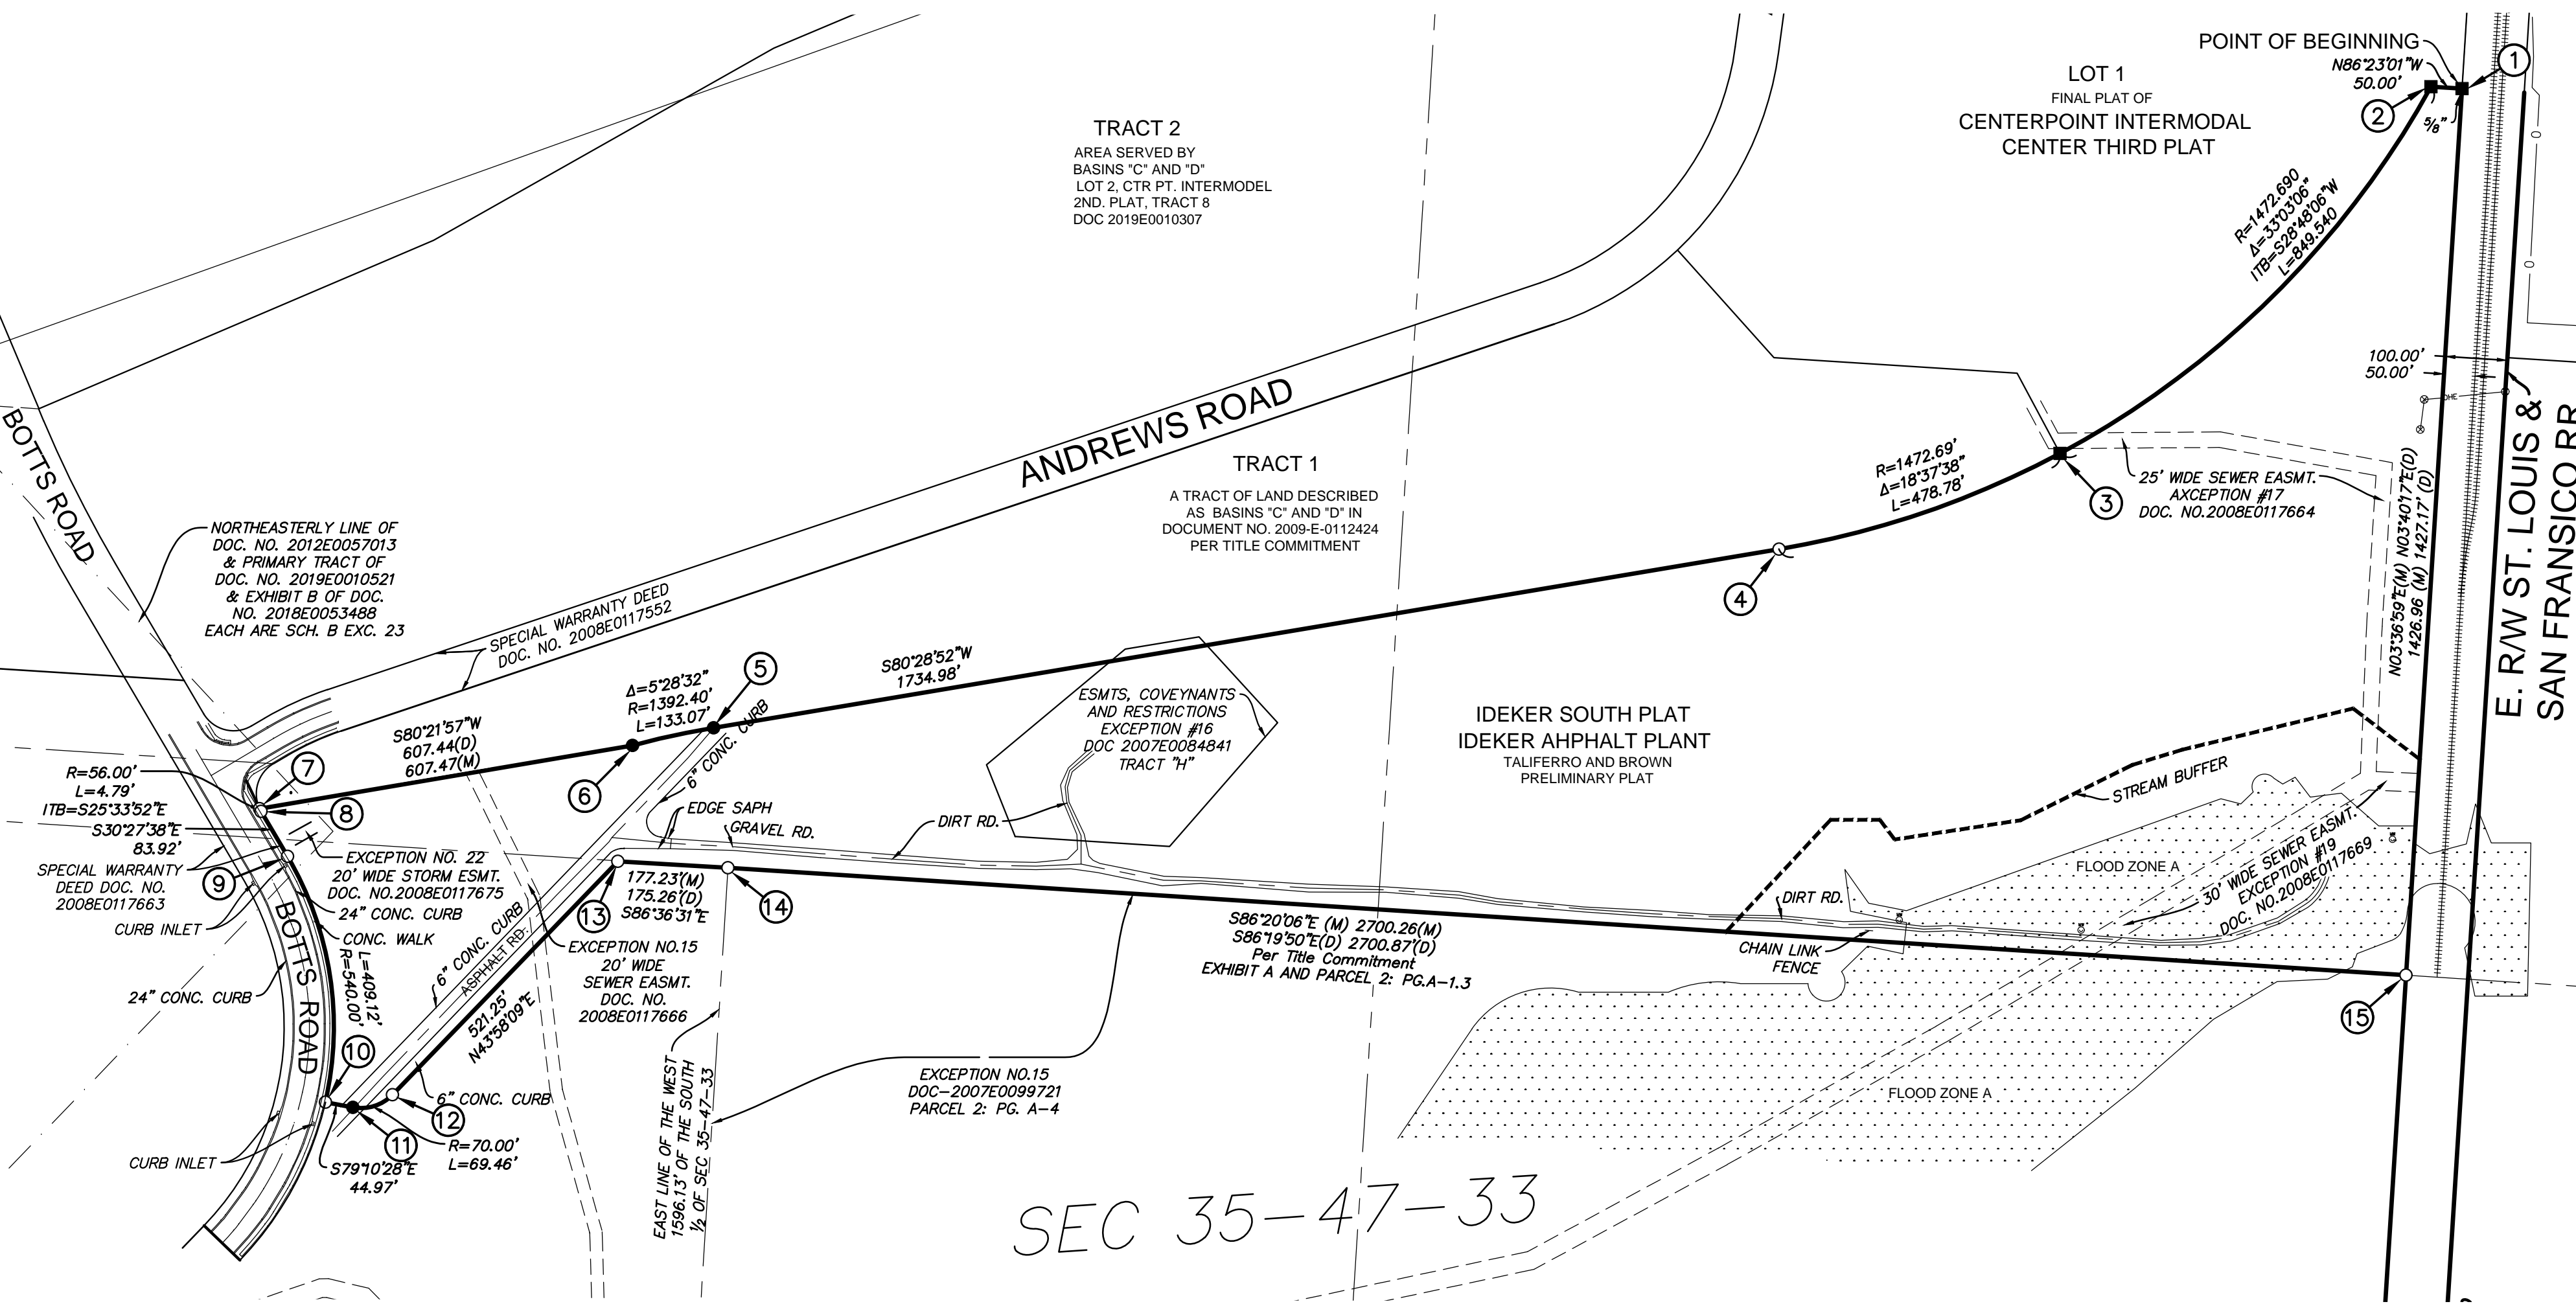 POINT OF BEGINNING
N86°23'01"W
50.00'
1
2
5/8"
LOT 1
FINAL PLAT OF
CENTERPOINT INTERMODAL
CENTER THIRD PLAT
TRACT 2
AREA SERVED BY
BASINS "C" AND "D"
LOT 2, CTR PT. INTERMODEL
2ND. PLAT, TRACT 8
DOC 2019E0010307
R=1472.690
Δ=33°03'06"
ITB=S28°48'06"W
L=849.540
100.00'
50.00'
OHE
E. R/W ST. LOUIS &
SAN FRANSICO RR
N03°36'59"E(M) N03°40'17"E(D)
1426.96 (M) 1427.17' (D)
ANDREWS ROAD
BOTTS ROAD
TRACT 1
A TRACT OF LAND DESCRIBED
AS BASINS "C" AND "D" IN
DOCUMENT NO. 2009-E-0112424
PER TITLE COMMITMENT
R=1472.69'
Δ=18°37'38"
L=478.78'
3
25' WIDE SEWER EASMT.
AXCEPTION #17
DOC. NO.2008E0117664
4
NORTHEASTERLY LINE OF
DOC. NO. 2012E0057013
& PRIMARY TRACT OF
DOC. NO. 2019E0010521
& EXHIBIT B OF DOC.
NO. 2018E0053488
EACH ARE SCH. B EXC. 23
SPECIAL WARRANTY DEED
DOC. NO. 2008E0117552
Δ=5°28'32"
R=1392.40'
L=133.07'
5
S80°28'52"W
1734.98'
S80°21'57"W
607.44(D)
607.47(M)
6
6" CONC. CURB
ESMTS, COVEYNANTS
AND RESTRICTIONS
EXCEPTION #16
DOC 2007E0084841
TRACT "H"
IDEKER SOUTH PLAT
IDEKER AHPHALT PLANT
TALIFERRO AND BROWN
PRELIMINARY PLAT
STREAM BUFFER
R=56.00'
L=4.79'
ITB=S25°33'52"E
S30°27'38"E
83.92'
7
8
SPECIAL WARRANTY
DEED DOC. NO.
2008E0117663
9
EXCEPTION NO. 22
20' WIDE STORM ESMT.
DOC. NO.2008E0117675
CURB INLET
24" CONC. CURB
CONC. WALK
L=409.12'
R=540.00'
BOTTS ROAD
24" CONC. CURB
EDGE SAPH
GRAVEL RD.
DIRT RD.
177.23'(M)
175.26'(D)
S86°36'31"E
13
14
6" CONC. CURB
ASPHALT RD.
EXCEPTION NO.15
20' WIDE
SEWER EASMT.
DOC. NO.
2008E0117666
521.25'
N43°58'09"E
S86°20'06"E (M) 2700.26(M)
S86°19'50"E(D) 2700.87'(D)
Per Title Commitment
EXHIBIT A AND PARCEL 2: PG.A-1.3
DIRT RD.
CHAIN LINK
FENCE
FLOOD ZONE A
30' WIDE SEWER EASMT.
EXCEPTION #19
DOC. NO.2008E0117669
15
10
6" CONC. CURB
12
11
R=70.00'
L=69.46'
CURB INLET
S79°10'28"E
44.97'
EAST LINE OF THE WEST
1596.13' OF THE SOUTH
1/2 OF SEC 35-47-33
EXCEPTION NO.15
DOC-2007E0099721
PARCEL 2: PG. A-4
FLOOD ZONE A
SEC 35-47-33